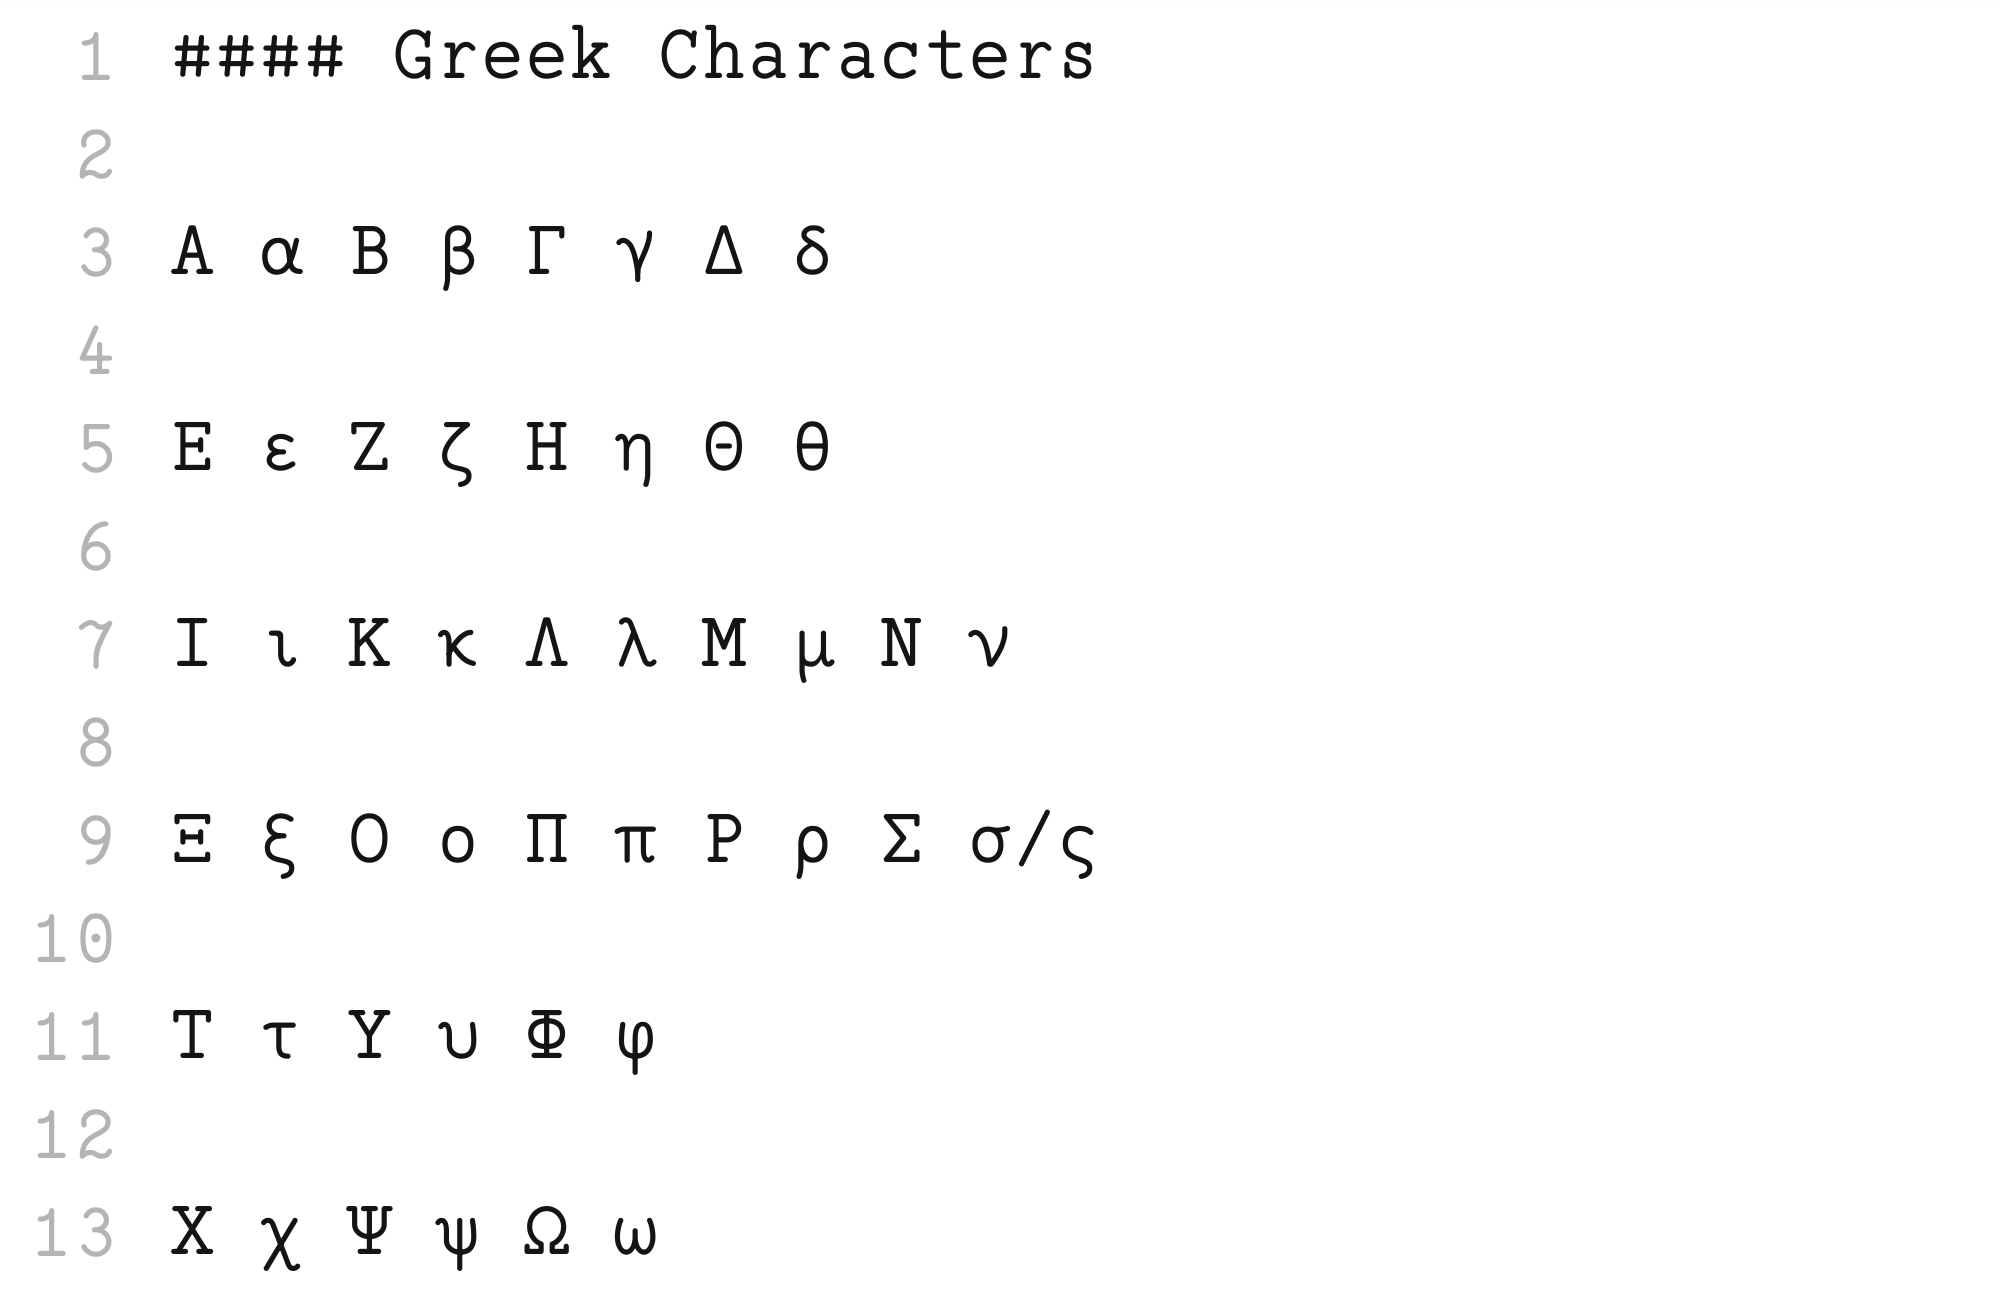 1 #### Greek Characters
2
3 Α α Β β Γ γ Δ δ
4
5 Ε ε Ζ ζ Η η Θ θ
6
7 Ι ι Κ κ Λ λ Μ μ Ν ν
8
9 Ξ ξ Ο ο Π π Ρ ρ Σ σ/ς
10
11 Τ τ Υ υ Φ φ
12
13 Χ χ Ψ ψ Ω ω